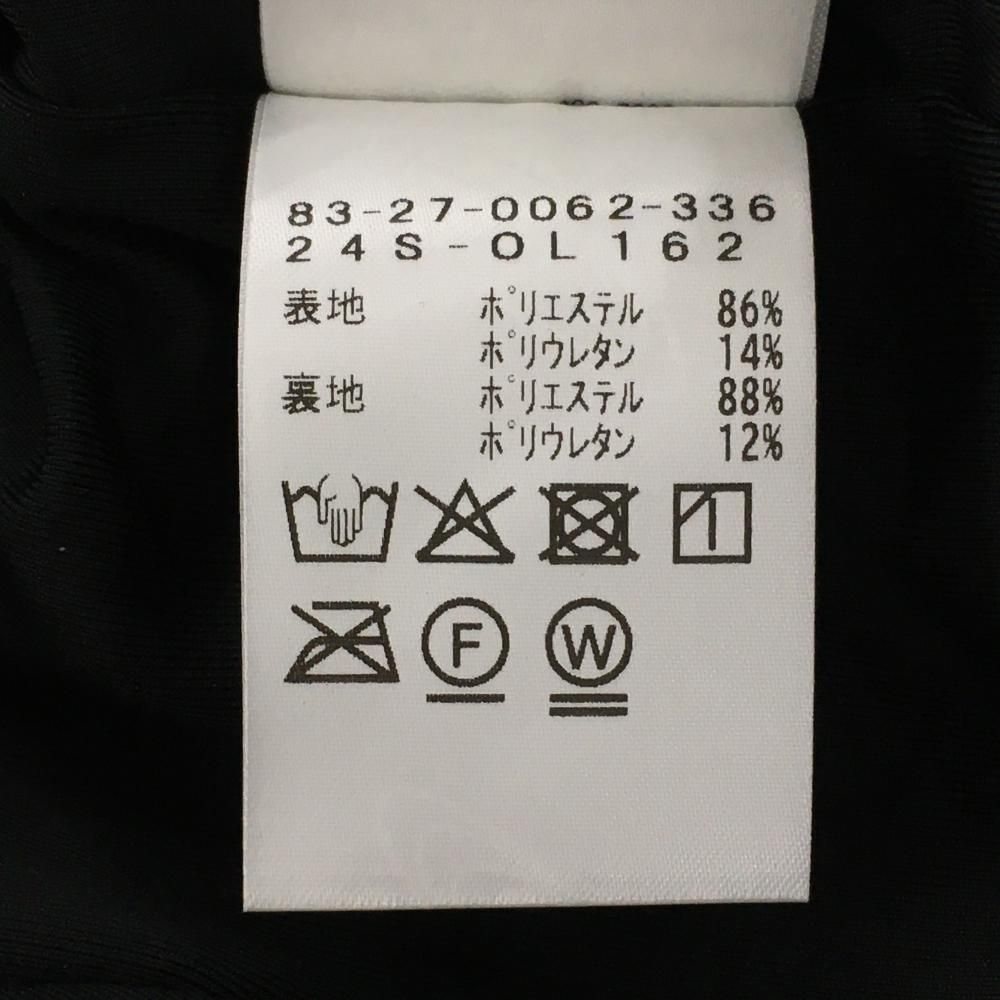 83-27-0062-336
24S-OL162
表地 ポリエステル 86%
ポリウレタン 14%
裏地 ポリエステル 88%
ポリウレタン 12%
F W